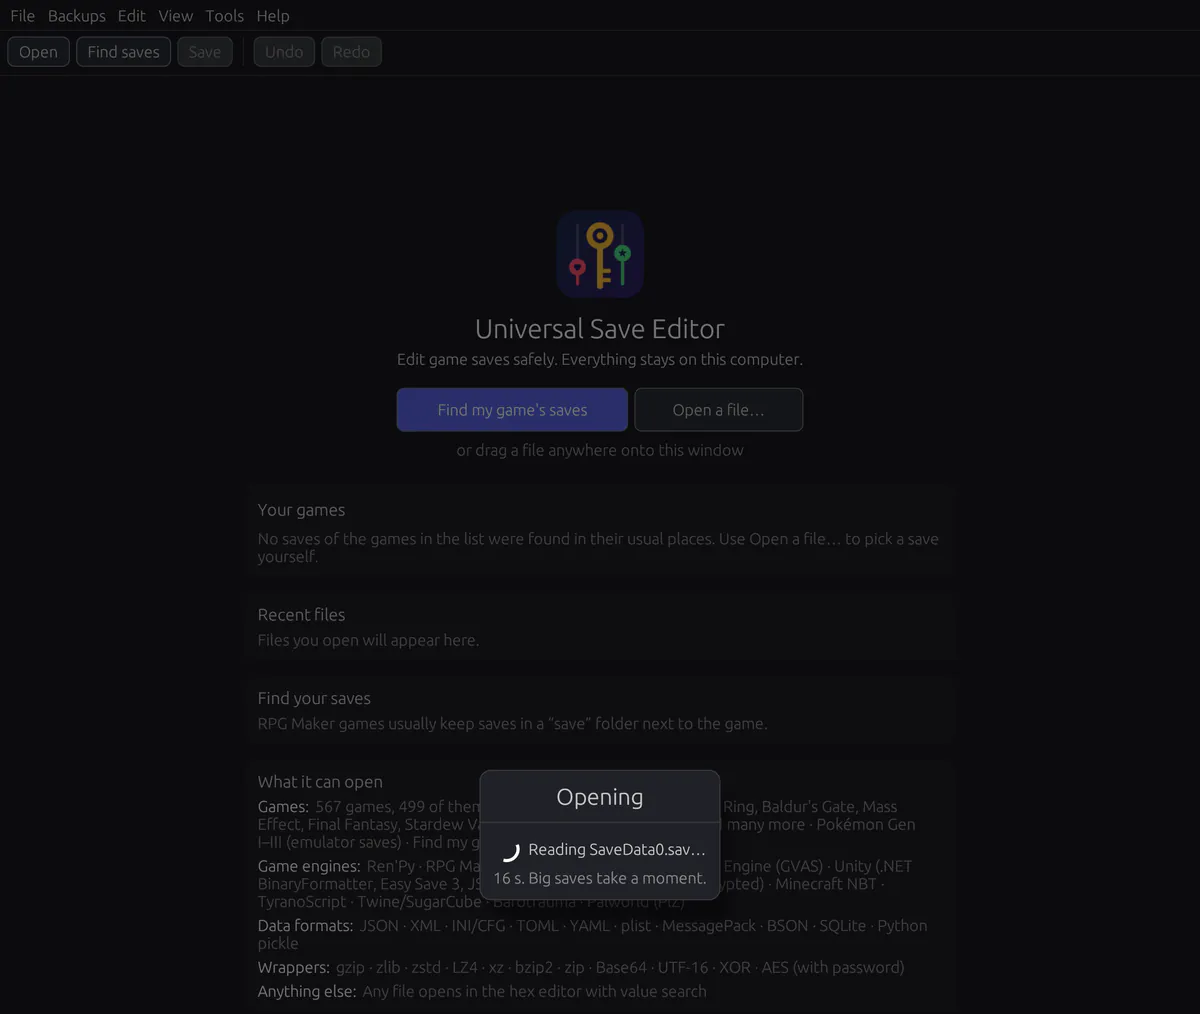 File Backups Edit View Tools Help
Open Find saves Save Undo Redo
Universal Save Editor
Edit game saves safely. Everything stays on this computer.
Find my game's saves Open a file…
or drag a file anywhere onto this window
Your games
No saves of the games in the list were found in their usual places. Use Open a file… to pick a save
yourself.
Recent files
Files you open will appear here.
Find your saves
RPG Maker games usually keep saves in a “save” folder next to the game.
What it can open
Games: 567 games, 499 of them Ring, Baldur's Gate, Mass
Effect, Final Fantasy, Stardew many more · Pokémon Gen
I–III (emulator saves) · Find my
Game engines: Ren'Py · RPG Engine (GVAS) · Unity (.NET
BinaryFormatter, Easy Save 3, · Minecraft NBT ·
TyranoScript · Twine/SugarCube · Barotrauma · Palworld (PlZ)
Data formats: JSON · XML · INI/CFG · TOML · YAML · plist · MessagePack · BSON · SQLite · Python
pickle
Wrappers: gzip · zlib · zstd · LZ4 · xz · bzip2 · zip · Base64 · UTF-16 · XOR · AES (with password)
Anything else: Any file opens in the hex editor with value search
Opening
Reading SaveData0.sav…
16 s. Big saves take a moment.